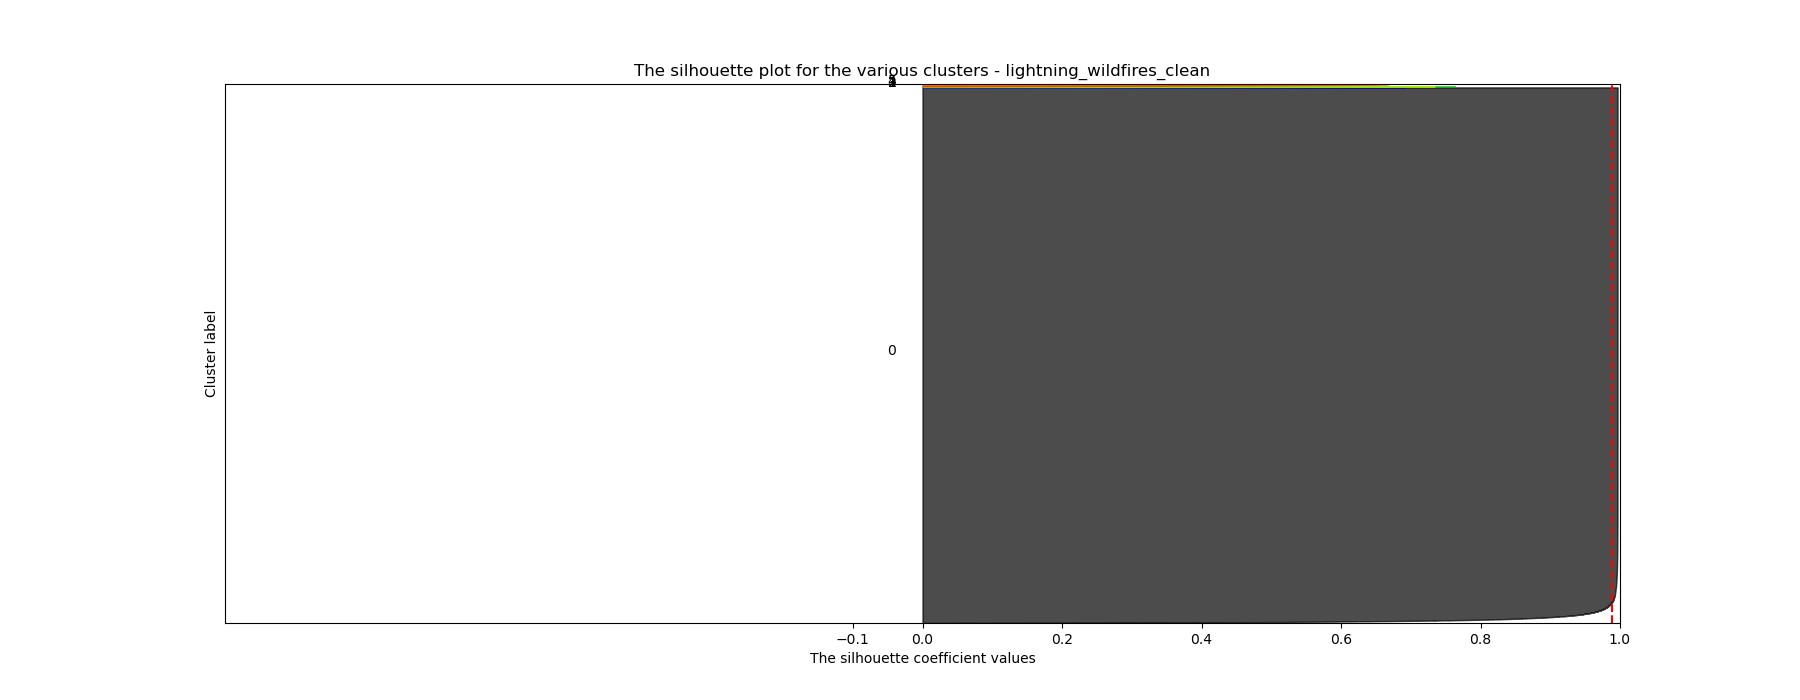 The silhouette plot for the various clusters - lightning_wildfires_clean
Cluster label
0
−0.1 0.0 0.2 0.4 0.6 0.8 1.0
The silhouette coefficient values